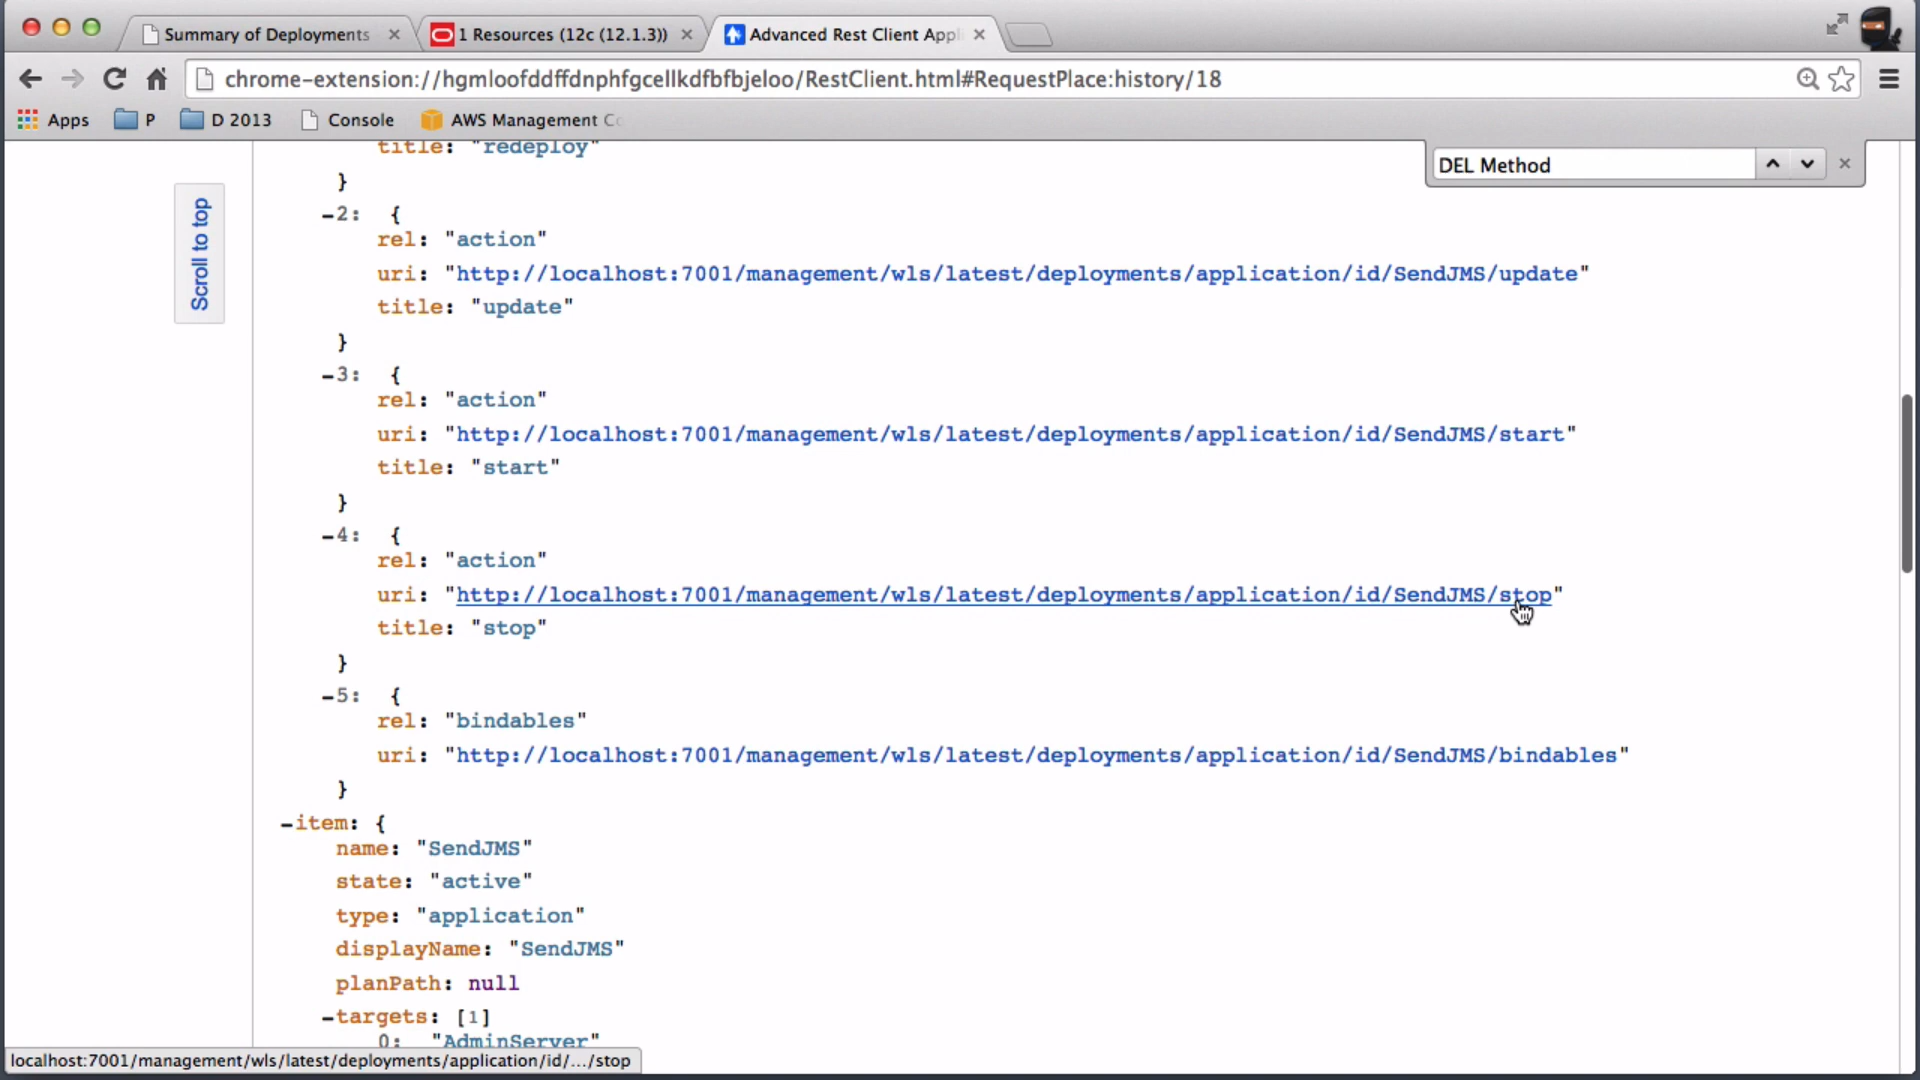 Summary of Deployments
1 Resources (12c (12.1.3))
Advanced Rest Client Appl
chrome-extension://hgmloofddffdnphfgcellkdfbfbjeloo/RestClient.html#RequestPlace:history/18
Apps
P
D 2013
Console
AWS Management Co
DEL Method
Scroll to top
title: "redeploy"
}
-2: {
rel: "action"
uri: "http://localhost:7001/management/wls/latest/deployments/application/id/SendJMS/update"
title: "update"
}
-3: {
rel: "action"
uri: "http://localhost:7001/management/wls/latest/deployments/application/id/SendJMS/start"
title: "start"
}
-4: {
rel: "action"
uri: "http://localhost:7001/management/wls/latest/deployments/application/id/SendJMS/stop"
title: "stop"
}
-5: {
rel: "bindables"
uri: "http://localhost:7001/management/wls/latest/deployments/application/id/SendJMS/bindables"
}
-item: {
name: "SendJMS"
state: "active"
type: "application"
displayName: "SendJMS"
planPath: null
-targets: [1]
0: "AdminServer"
localhost:7001/management/wls/latest/deployments/application/id/.../stop